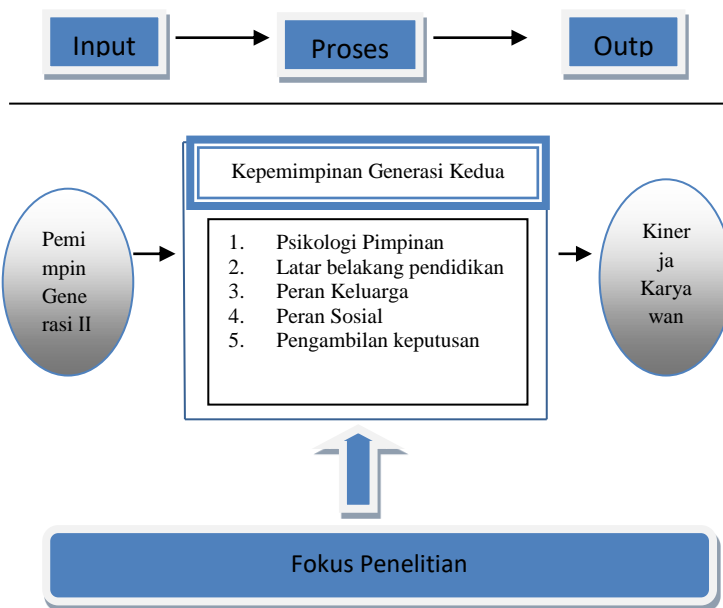 Input
Proses
Outp
Kepemimpinan Generasi Kedua
Pemi
mpin
Gene
rasi II
1. Psikologi Pimpinan
2. Latar belakang pendidikan
3. Peran Keluarga
4. Peran Sosial
5. Pengambilan keputusan
Kiner
ja
Karya
wan
Fokus Penelitian